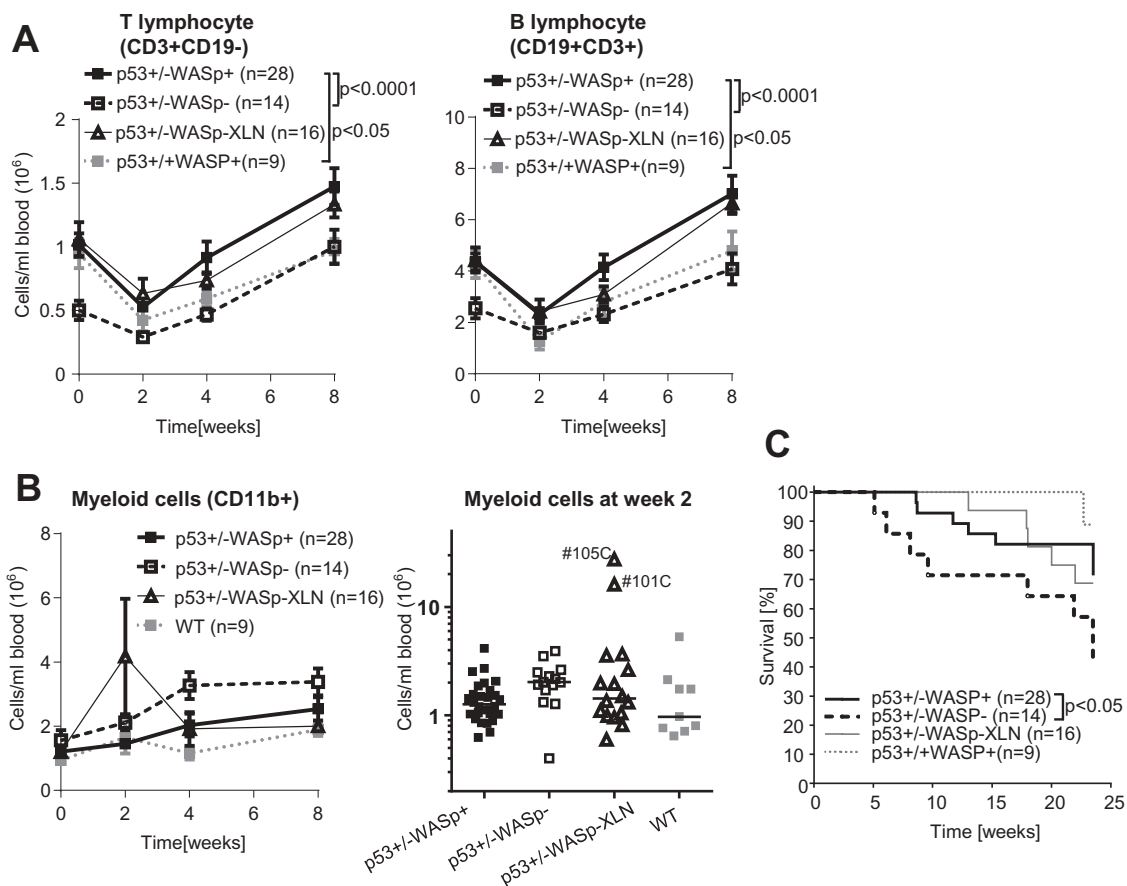 A
T lymphocyte
(CD3+CD19-)
p53+/-WASp+ (n=28)
p53+/-WASp- (n=14)
p53+/-WASp-XLN (n=16)
p53+/+WASP+(n=9)
p<0.0001
p<0.05
2
1.5
1
0.5
0
Cells/ml blood (10⁶)
0 2 4 6 8
Time[weeks]
B lymphocyte
(CD19+CD3+)
p53+/-WASp+ (n=28)
p53+/-WASp- (n=14)
p53+/-WASp-XLN (n=16)
p53+/+WASP+(n=9)
p<0.0001
p<0.05
10
8
6
4
2
0
0 2 4 6 8
Time[weeks]
B
Myeloid cells (CD11b+)
p53+/-WASp+ (n=28)
p53+/-WASp- (n=14)
p53+/-WASp-XLN (n=16)
WT (n=9)
8
6
4
2
0
Cells/ml blood (10⁶)
0 2 4 6 8
Time[weeks]
Myeloid cells at week 2
#105C
#101C
10
1
Cells/ml blood (10⁶)
p53+/-WASp+
p53+/-WASp-
p53+/-WASp-XLN
WT
C
100
90
80
70
60
50
40
30
20
10
0
Survival [%]
p53+/-WASP+ (n=28)
p53+/-WASP- (n=14)
p53+/-WASp-XLN (n=16)
p53+/+WASP+(n=9)
p<0.05
0 5 10 15 20 25
Time [weeks]